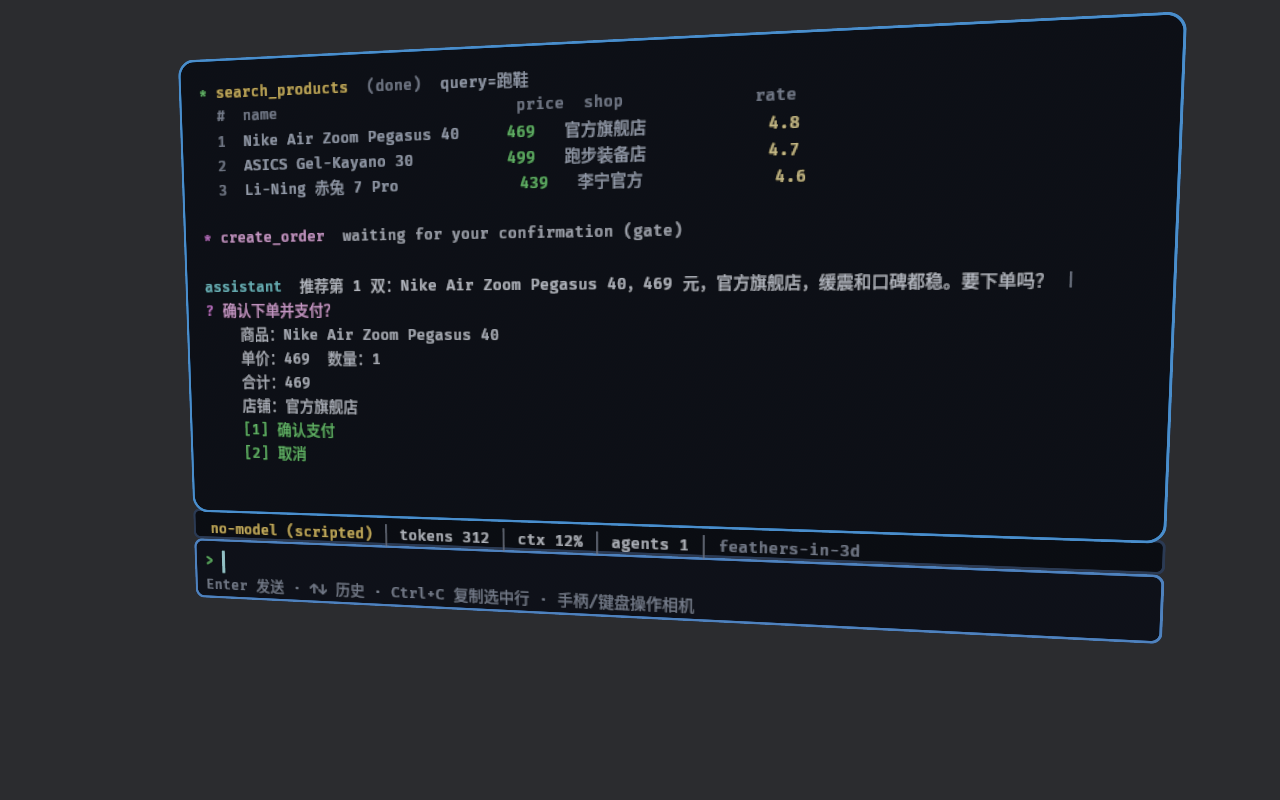 * search_products (done) query=跑鞋
# name price shop rate
1 Nike Air Zoom Pegasus 40 469 官方旗舰店 4.8
2 ASICS Gel-Kayano 30 499 跑步装备店 4.7
3 Li-Ning 赤兔 7 Pro 439 李宁官方 4.6
* create_order waiting for your confirmation (gate)
assistant 推荐第 1 双：Nike Air Zoom Pegasus 40，469 元，官方旗舰店，缓震和口碑都稳。要下单吗？ |
? 确认下单并支付？
商品：Nike Air Zoom Pegasus 40
单价：469 数量：1
合计：469
店铺：官方旗舰店
[1] 确认支付
[2] 取消
no-model (scripted) │ tokens 312 │ ctx 12% │ agents 1 │ feathers-in-3d
>
Enter 发送 · ↑↓ 历史 · Ctrl+C 复制选中行 · 手柄/键盘操作相机